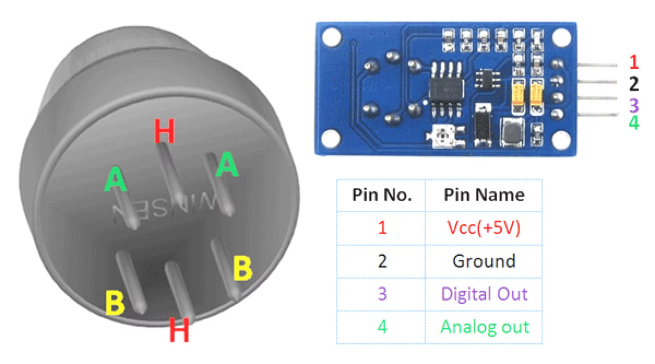 H
A
A
WINSEN
B
B
H
1
2
3
4
Pin No. Pin Name
1 Vcc(+5V)
2 Ground
3 Digital Out
4 Analog out